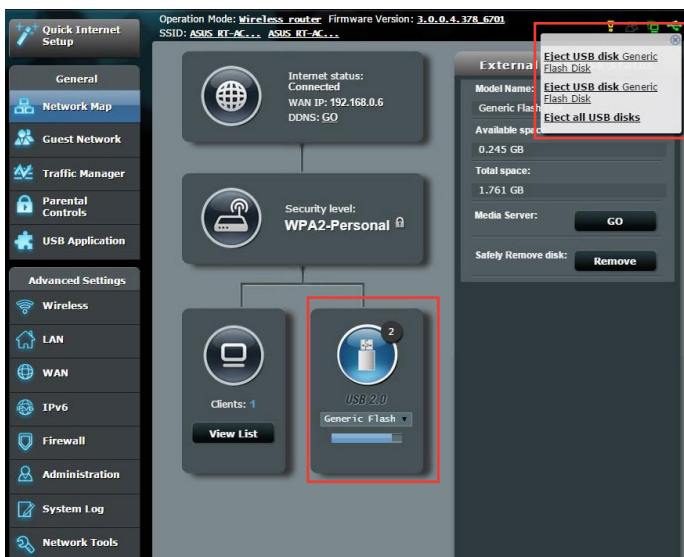 Operation Mode: Wireless router Firmware Version: 3.0.0.4.378_6701
SSID: ASUS RT-AC... ASUS RT-AC...
Quick Internet
Setup
General
Network Map
Guest Network
Traffic Manager
Parental
Controls
USB Application
Advanced Settings
Wireless
LAN
WAN
IPv6
Firewall
Administration
System Log
Network Tools
Internet status:
Connected
WAN IP: 192.168.0.6
DDNS: GO
Security level:
WPA2-Personal
Clients: 1
View List
2
USB 2.0
Generic Flash
External
Model Name:
Generic Flash
Available space
0.245 GB
Total space:
1.761 GB
Media Server:
GO
Safely Remove disk:
Remove
Eject USB disk Generic
Flash Disk
Eject USB disk Generic
Flash Disk
Eject all USB disks